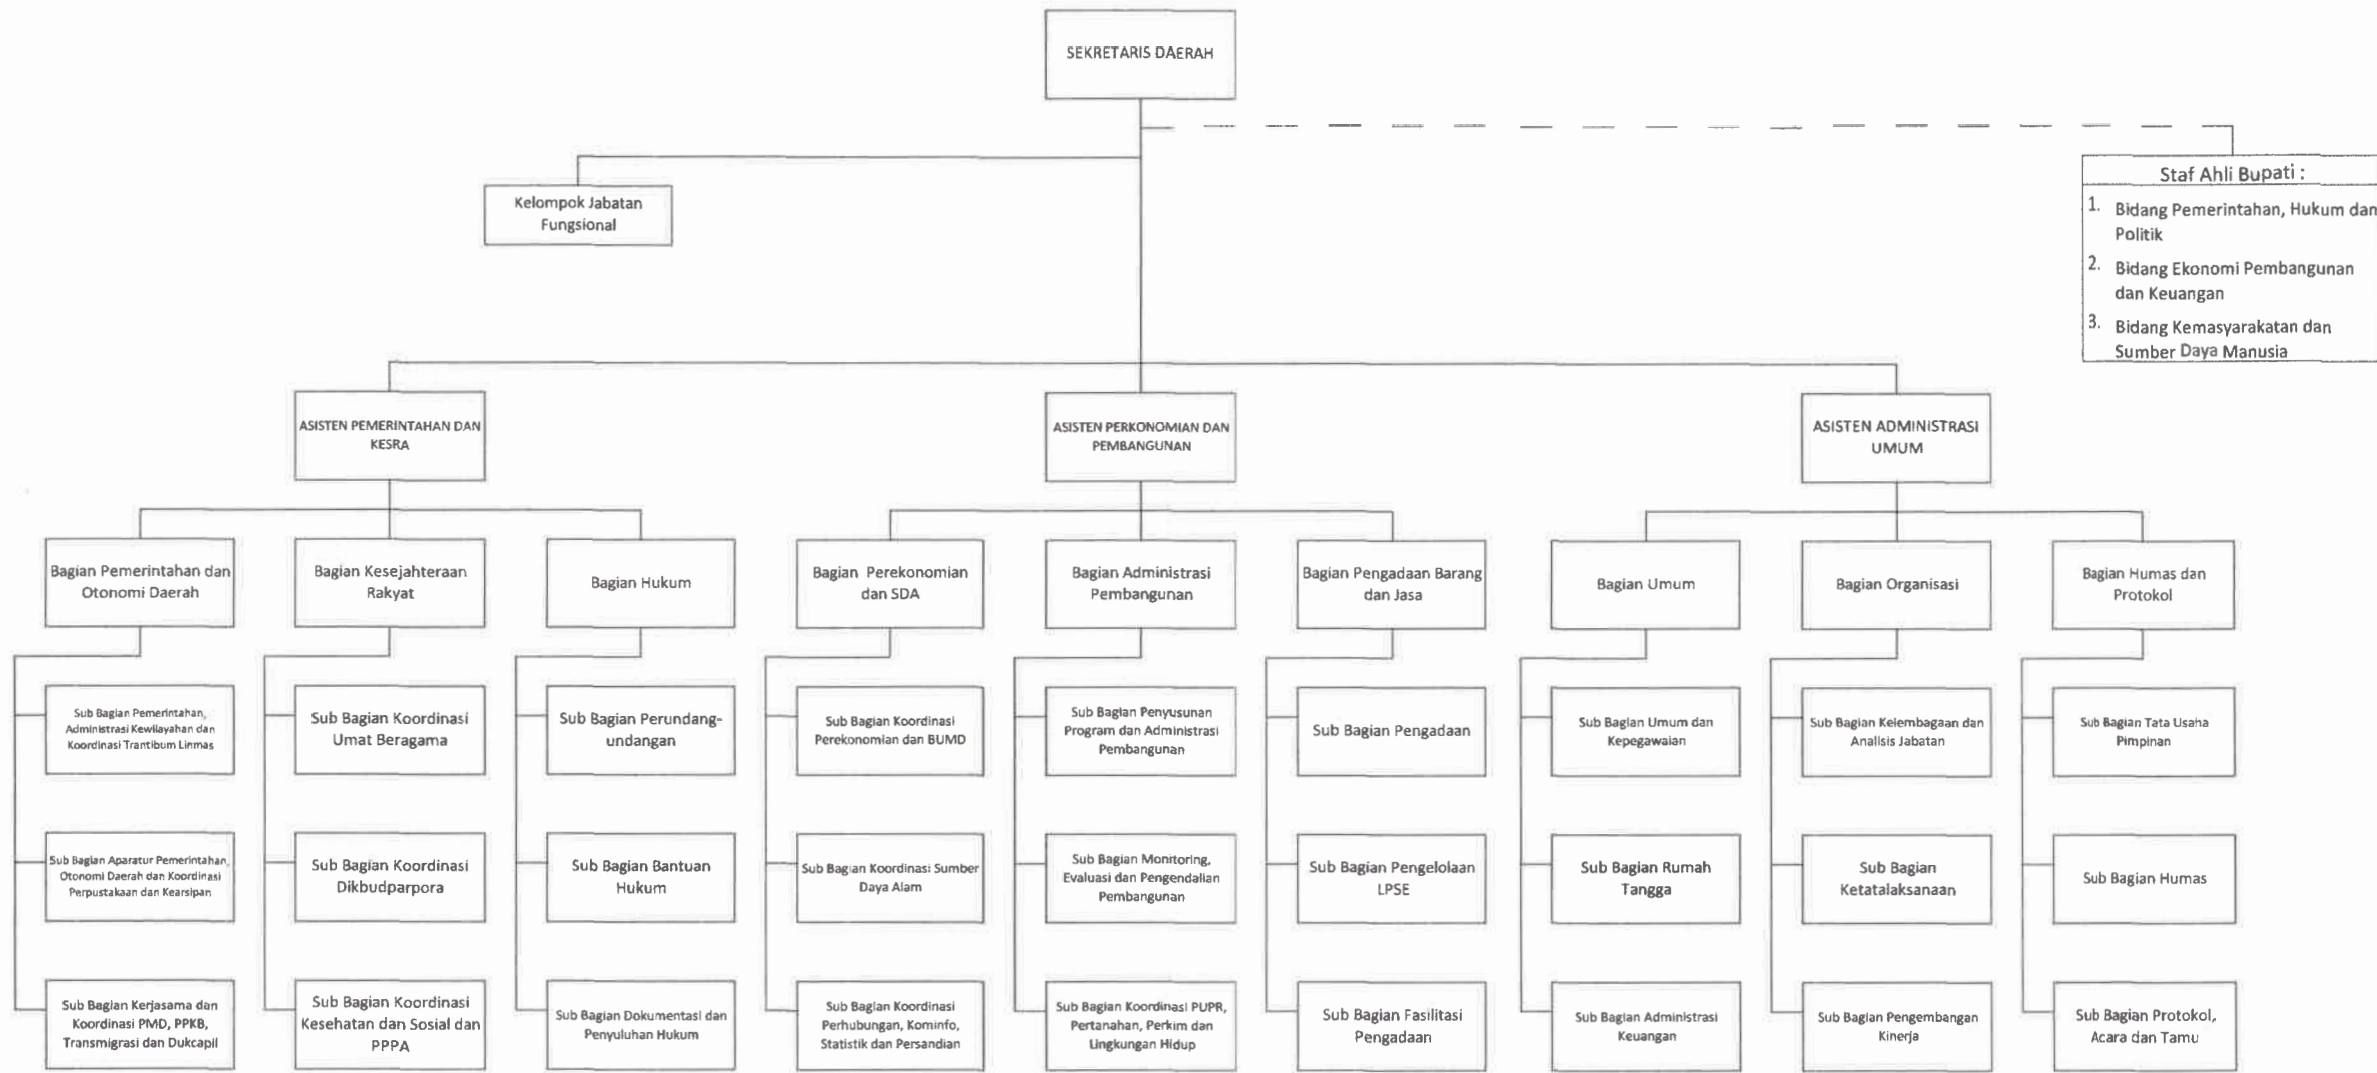 SEKRETARIS DAERAH
Kelompok Jabatan
Fungsional
Staf Ahli Bupati :
1. Bidang Pemerintahan, Hukum dan
Politik
2. Bidang Ekonomi Pembangunan
dan Keuangan
3. Bidang Kemasyarakatan dan
Sumber Daya Manusia
ASISTEN PEMERINTAHAN DAN
KESRA
ASISTEN PERKONOMIAN DAN
PEMBANGUNAN
ASISTEN ADMINISTRASI
UMUM
Bagian Pemerintahan dan
Otonomi Daerah
Bagian Kesejahteraan
Rakyat
Bagian Hukum
Bagian Perekonomian
dan SDA
Bagian Administrasi
Pembangunan
Bagian Pengadaan Barang
dan Jasa
Bagian Umum
Bagian Organisasi
Bagian Humas dan
Protokol
Sub Bagian Pemerintahan,
Administrasi Kewilayahan dan
Koordinasi Trantibum Linmas
Sub Bagian Koordinasi
Umat Beragama
Sub Bagian Perundang-
undangan
Sub Bagian Koordinasi
Perekonomian dan BUMD
Sub Bagian Penyusunan
Program dan Administrasi
Pembangunan
Sub Bagian Pengadaan
Sub Bagian Umum dan
Kepegawaian
Sub Bagian Kelembagaan dan
Analisis Jabatan
Sub Bagian Tata Usaha
Pimpinan
Sub Bagian Aparatur Pemerintahan,
Otonomi Daerah dan Koordinasi
Perpustakaan dan Kearsipan
Sub Bagian Koordinasi
Dikbudparpora
Sub Bagian Bantuan
Hukum
Sub Bagian Koordinasi Sumber
Daya Alam
Sub Bagian Monitoring,
Evaluasi dan Pengendalian
Pembangunan
Sub Bagian Pengelolaan
LPSE
Sub Bagian Rumah
Tangga
Sub Bagian
Ketatalaksanaan
Sub Bagian Humas
Sub Bagian Kerjasama dan
Koordinasi PMD, PPKB,
Transmigrasi dan Dukcapil
Sub Bagian Koordinasi
Kesehatan dan Sosial dan
PPPA
Sub Bagian Dokumentasi dan
Penyuluhan Hukum
Sub Bagian Koordinasi
Perhubungan, Kominfo,
Statistik dan Persandian
Sub Bagian Koordinasi PUPR,
Pertanahan, Perkim dan
Lingkungan Hidup
Sub Bagian Fasilitasi
Pengadaan
Sub Bagian Administrasi
Keuangan
Sub Bagian Pengembangan
Kinerja
Sub Bagian Protokol,
Acara dan Tamu